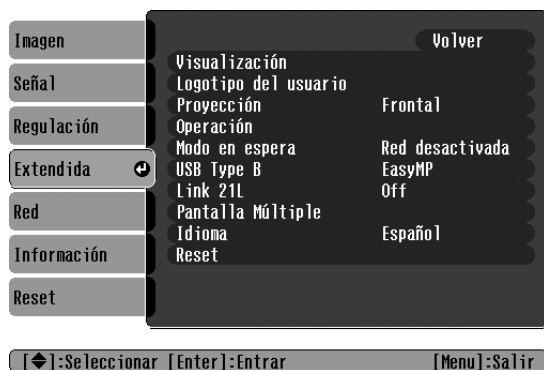 Imagen
Señal
Regulación
Extendida
Red
Información
Reset
Volver
Visualización
Logotipo del usuario
Proyección Frontal
Operación
Modo en espera Red desactivada
USB Type B EasyMP
Link 21L Off
Pantalla Múltiple
Idioma Español
Reset
[◆]:Seleccionar [Enter]:Entrar [Menu]:Salir